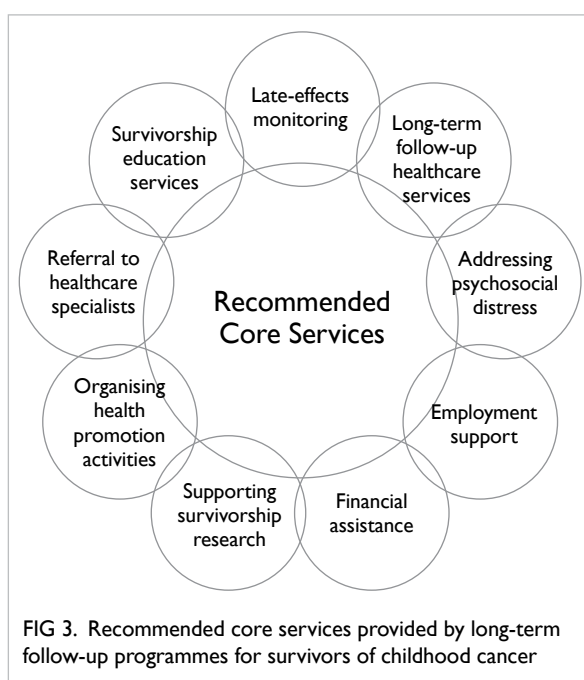 Late-effects
monitoring
Long-term
follow-up
healthcare
services
Addressing
psychosocial
distress
Employment
support
Financial
assistance
Supporting
survivorship
research
Organising
health
promotion
activities
Referral to
healthcare
specialists
Survivorship
education
services
Recommended
Core Services
FIG 3. Recommended core services provided by long-term
follow-up programmes for survivors of childhood cancer